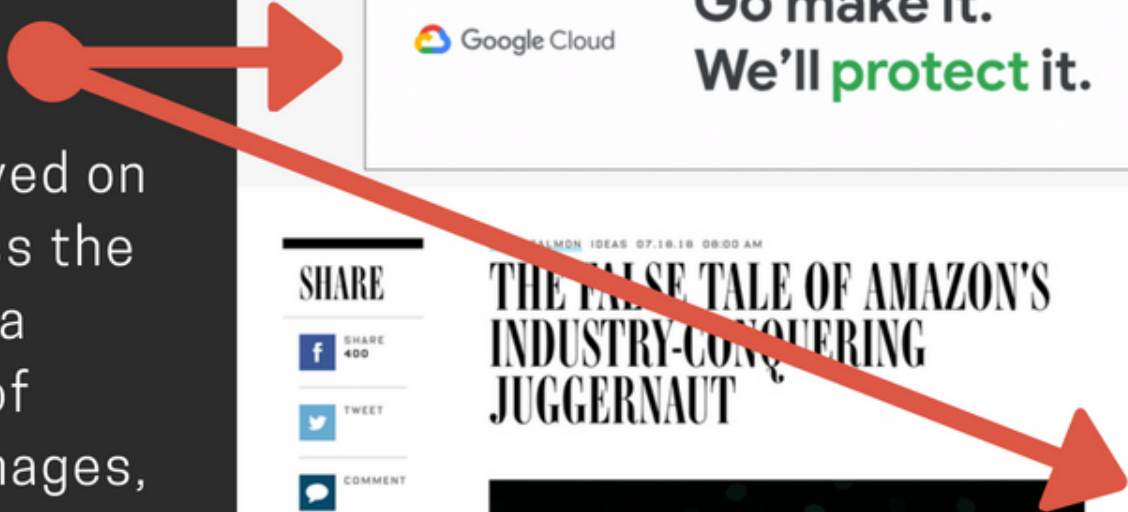 Go make it.
Google Cloud
We'll protect it.
ved on
s the
a
of
nages,
SALMON IDEAS 07.18.18 08:00 AM
SHARE
THE FALSE TALE OF AMAZON'S
INDUSTRY-CONQUERING
JUGGERNAUT
f SHARE
400
TWEET
COMMENT